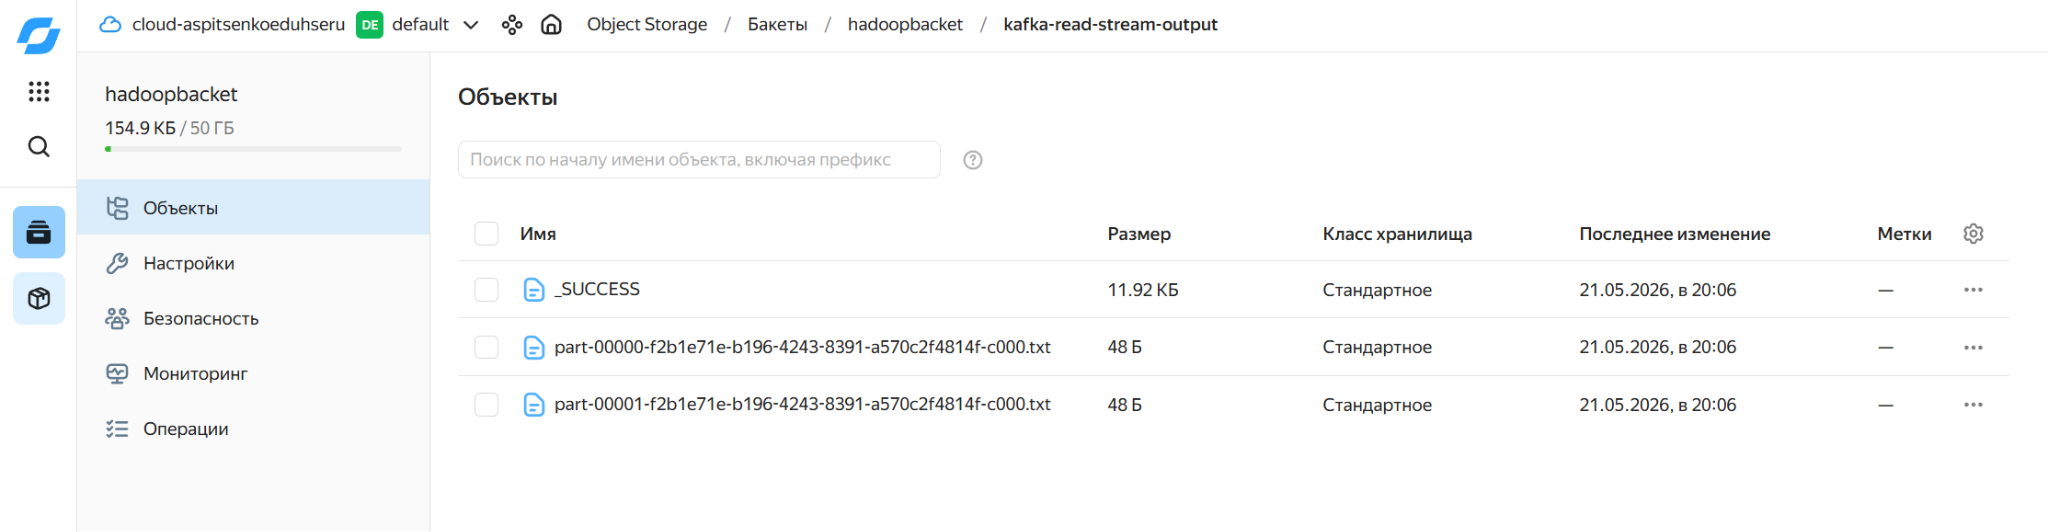 cloud-aspitsenkoeduhseru DE default Object Storage / Бакеты / hadoopbacket / kafka-read-stream-output
hadoopbacket
154.9 КБ / 50 ГБ
Объекты
Настройки
Безопасность
Мониторинг
Операции
Объекты
Поиск по началу имени объекта, включая префикс
Имя Размер Класс хранилища Последнее изменение Метки
_SUCCESS 11.92 КБ Стандартное 21.05.2026, в 20:06 —
part-00000-f2b1e71e-b196-4243-8391-a570c2f4814f-c000.txt 48 Б Стандартное 21.05.2026, в 20:06 —
part-00001-f2b1e71e-b196-4243-8391-a570c2f4814f-c000.txt 48 Б Стандартное 21.05.2026, в 20:06 —